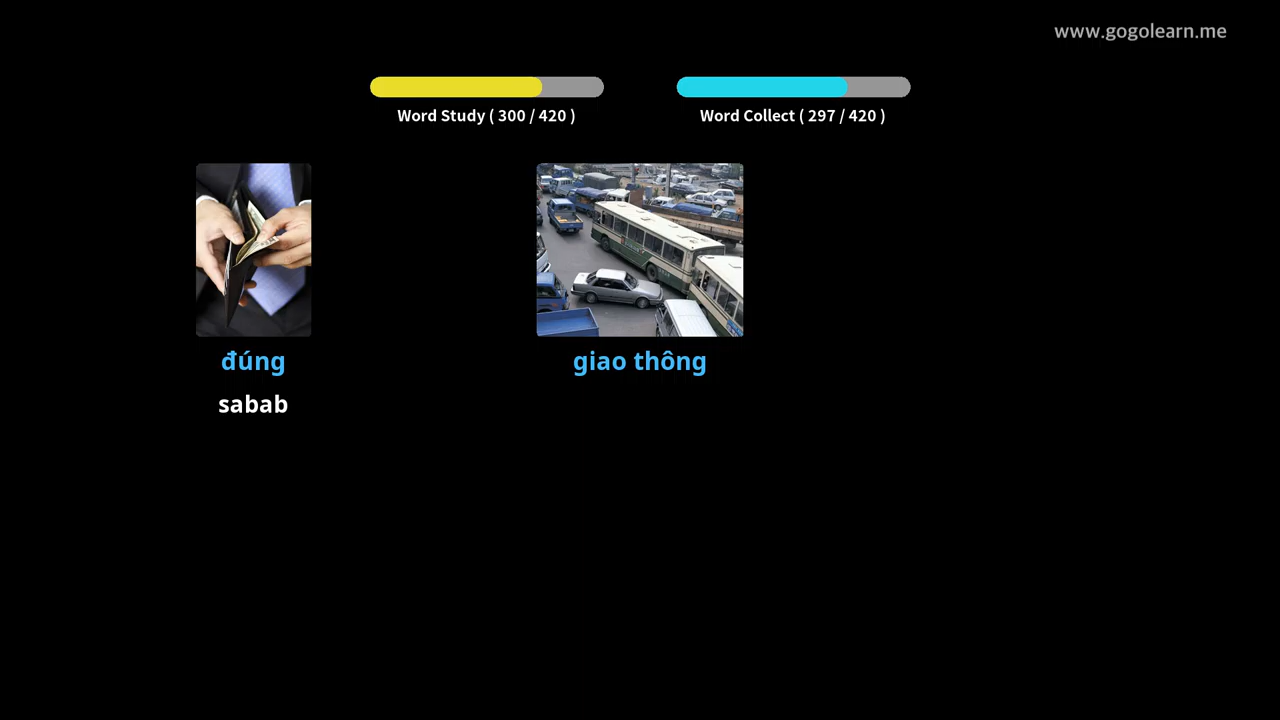 www.gogolearn.me
Word Study ( 300 / 420 )
Word Collect ( 297 / 420 )
đúng
giao thông
sabab